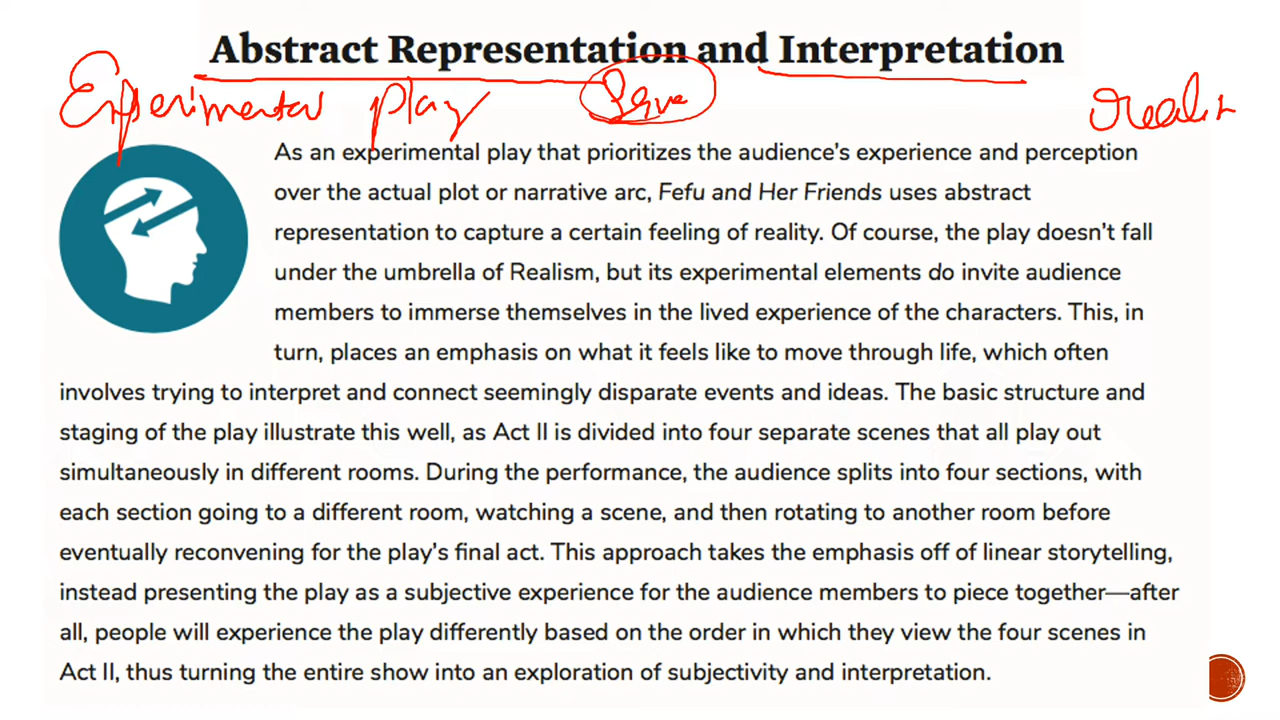 Abstract Representation and Interpretation
Experimental play
As an experimental play that prioritizes the audience's experience and perception
over the actual plot or narrative arc, Fefu and Her Friends uses abstract
representation to capture a certain feeling of reality. Of course, the play doesn't fall
under the umbrella of Realism, but its experimental elements do invite audience
members to immerse themselves in the lived experience of the characters. This, in
turn, places an emphasis on what it feels like to move through life, which often
involves trying to interpret and connect seemingly disparate events and ideas. The basic structure and
staging of the play illustrate this well, as Act II is divided into four separate scenes that all play out
simultaneously in different rooms. During the performance, the audience splits into four sections, with
each section going to a different room, watching a scene, and then rotating to another room before
eventually reconvening for the play's final act. This approach takes the emphasis off of linear storytelling,
instead presenting the play as a subjective experience for the audience members to piece together—after
all, people will experience the play differently based on the order in which they view the four scenes in
Act II, thus turning the entire show into an exploration of subjectivity and interpretation.